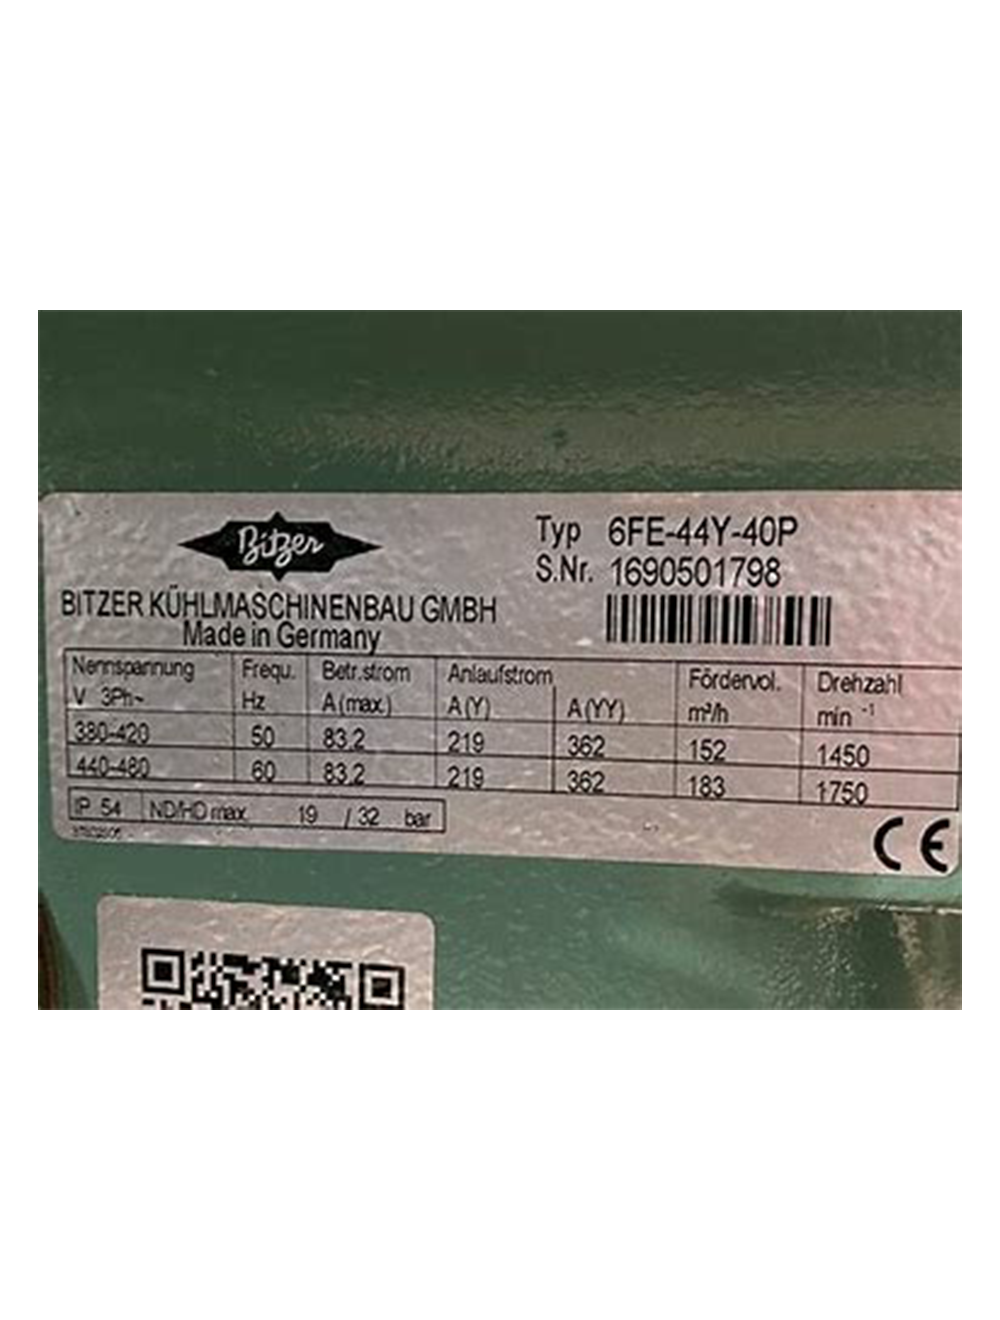 Bitzer
BITZER KÜHLMASCHINENBAU GMBH
Made in Germany
Typ 6FE-44Y-40P
S.Nr. 1690501798
Nennspannung Frequ. Betr.strom Anlaufstrom Fördervol. Drehzahl
V 3Ph~ Hz A (max.) A (Y) A (YY) m³/h min -1
380-420 50 83,2 219 362 152 1450
440-480 60 83,2 219 362 183 1750
IP 54 ND/HD max. 19 / 32 bar
CE